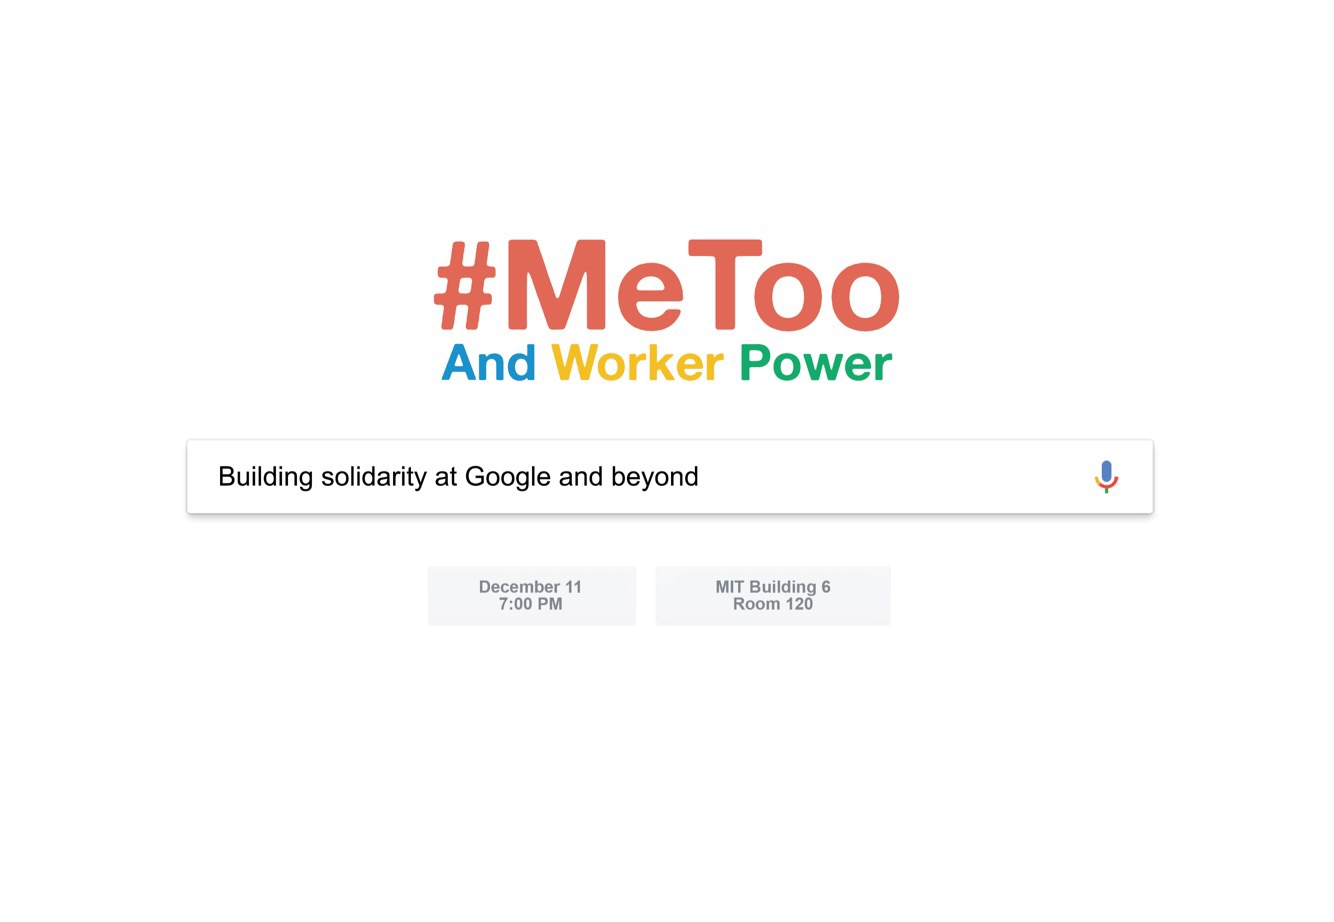 #MeToo
And Worker Power
Building solidarity at Google and beyond
December 11
7:00 PM
MIT Building 6
Room 120